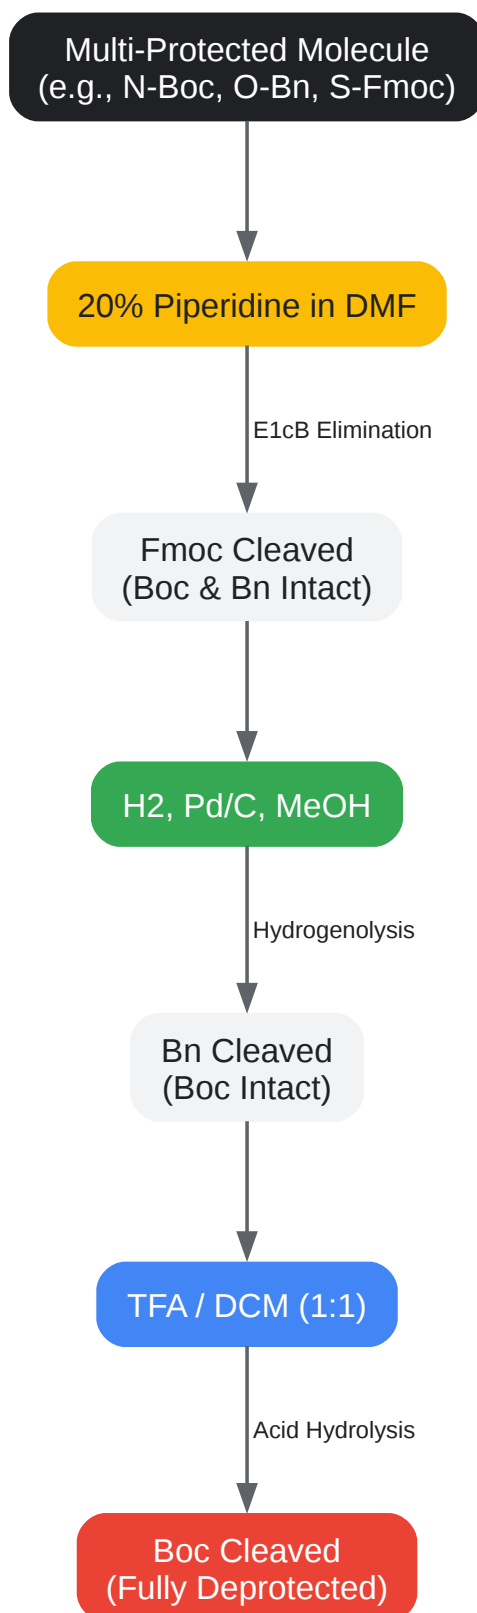 Multi-Protected Molecule
(e.g., N-Boc, O-Bn, S-Fmoc)
20% Piperidine in DMF
E1cB Elimination
Fmoc Cleaved
(Boc & Bn Intact)
H2, Pd/C, MeOH
Hydrogenolysis
Bn Cleaved
(Boc Intact)
TFA / DCM (1:1)
Acid Hydrolysis
Boc Cleaved
(Fully Deprotected)